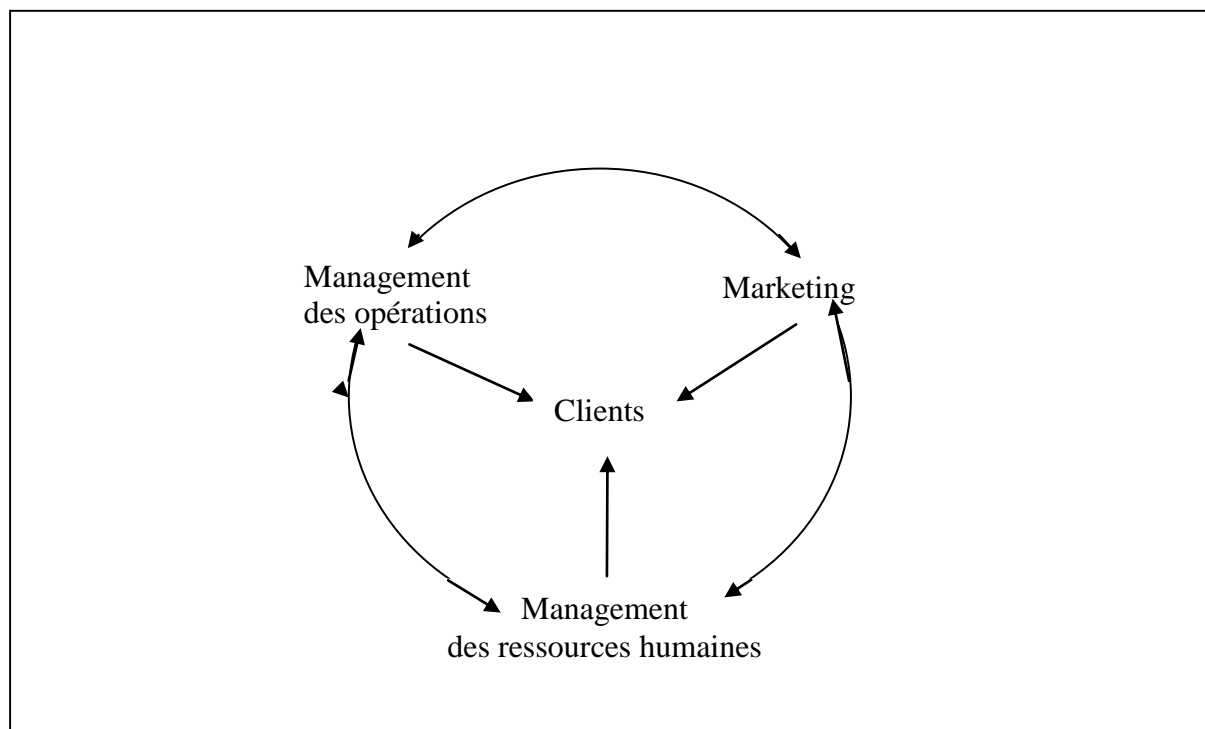 Management
des opérations
Marketing
Clients
Management
des ressources humaines